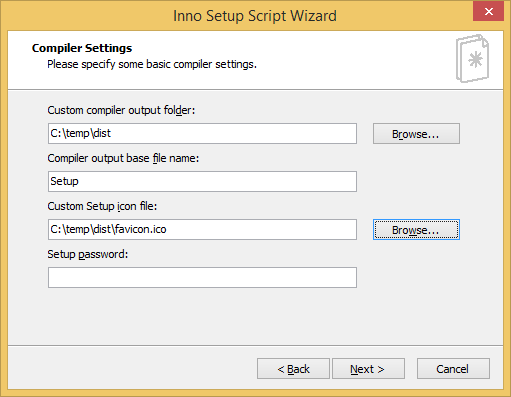 Inno Setup Script Wizard
Compiler Settings
Please specify some basic compiler settings.
Custom compiler output folder:
C:\temp\dist
Browse...
Compiler output base file name:
Setup
Custom Setup icon file:
C:\temp\dist\favicon.ico
Browse...
Setup password:
< Back
Next >
Cancel